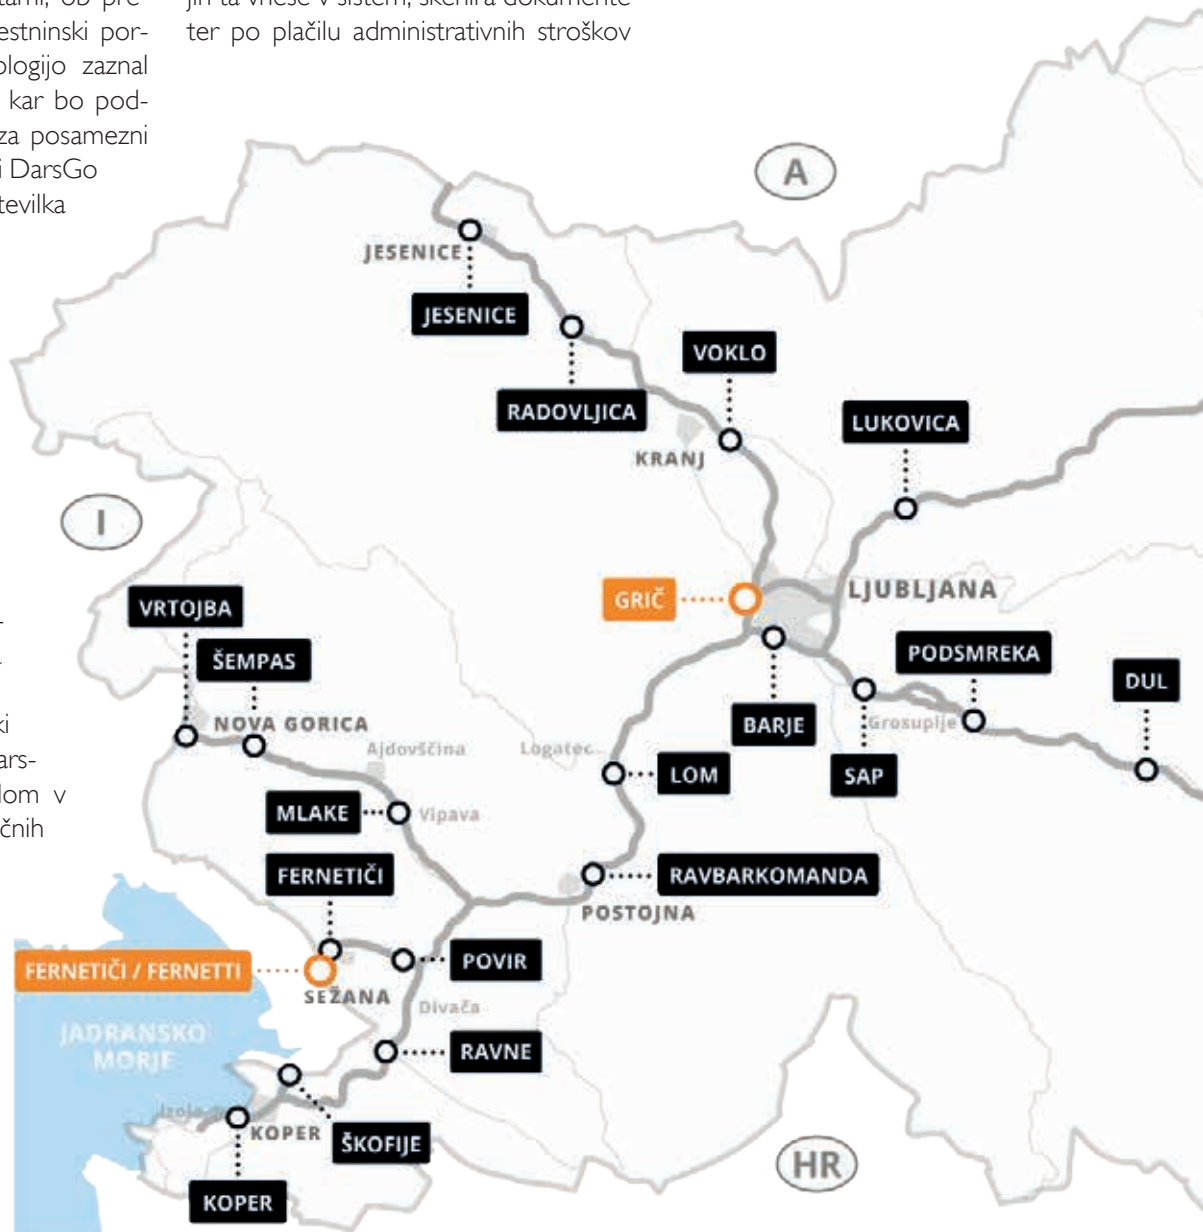 ob pre-
estninski por-
ologijo zaznal
kar bo pod-
za posamezni
i DarsGo
tevilka
ta vnese v sistem, skenira dokumente
ter po plačilu administrativnih stroškov
A
JESENICE
JESENICE
VOKLO
RADOVLJICA
LUKOVICA
KRANJ
I
GRIČ
LJUBLJANA
VRTOJBA
ŠEMPAS
PODSMREKA
DUL
NOVA GORICA
BARJE
Grosuplje
Ajdovščina
Logatec
LOM
SAP
ki
ars-
lom v
čnih
MLAKE
Vipava
FERNETIČI
RAVBARKOMANDA
POSTOJNA
FERNETIČI / FERNETTI
POVIR
SEŽANA
Divača
JADRANSKO
MORJE
RAVNE
Izola
KOPER
ŠKOFIJE
HR
KOPER